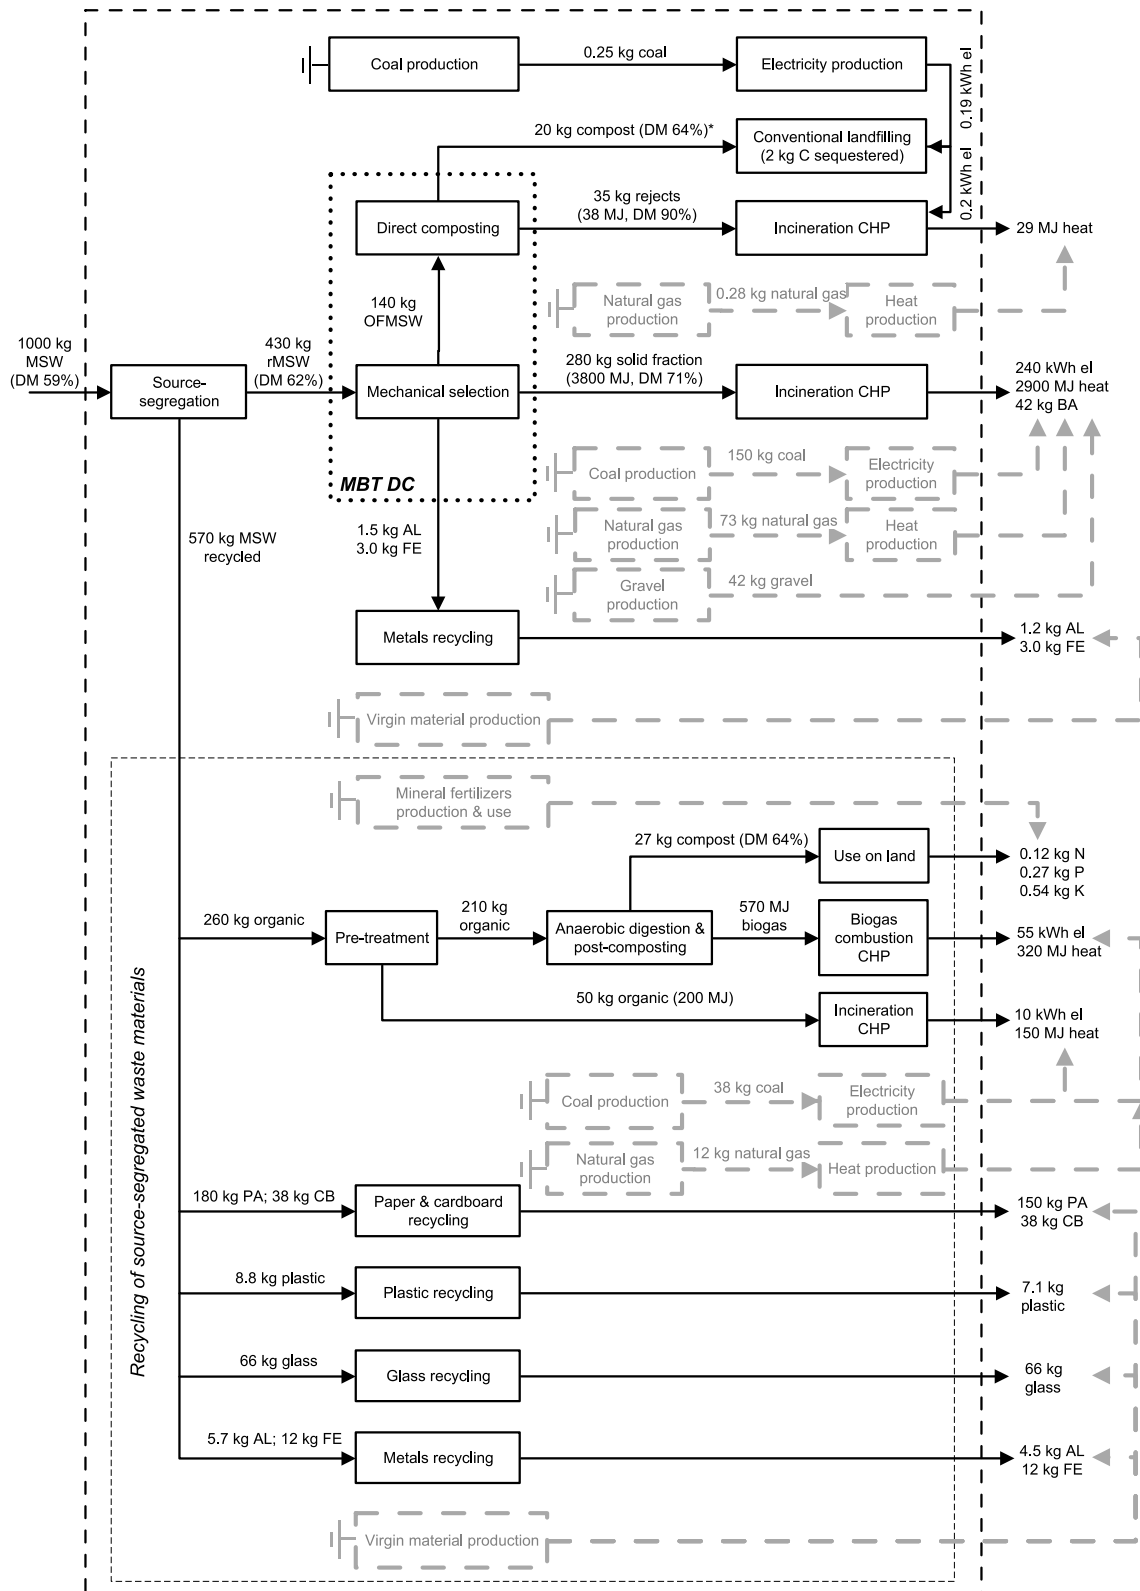 Coal production
0.25 kg coal
Electricity production
0.19 kWh el
20 kg compost (DM 64%)*
Conventional landfilling
(2 kg C sequestered)
0.2 kWh el
35 kg rejects
(38 MJ, DM 90%)
Direct composting
Incineration CHP
29 MJ heat
140 kg
OFMSW
Natural gas
production
0.28 kg natural gas
Heat
production
1000 kg
MSW
(DM 59%)
Source-
segregation
430 kg
rMSW
(DM 62%)
Mechanical selection
280 kg solid fraction
(3800 MJ, DM 71%)
Incineration CHP
240 kWh el
2900 MJ heat
42 kg BA
MBT DC
Coal production
150 kg coal
Electricity
production
Natural gas
production
73 kg natural gas
Heat
production
570 kg MSW
recycled
1.5 kg AL
3.0 kg FE
Gravel
production
42 kg gravel
Metals recycling
1.2 kg AL
3.0 kg FE
Virgin material production
Mineral fertilizers
production & use
27 kg compost (DM 64%)
Use on land
0.12 kg N
0.27 kg P
0.54 kg K
260 kg organic
Pre-treatment
210 kg
organic
Anaerobic digestion &
post-composting
570 MJ
biogas
Biogas
combustion
CHP
55 kWh el
320 MJ heat
50 kg organic (200 MJ)
Incineration
CHP
10 kWh el
150 MJ heat
Recycling of source-segregated waste materials
Coal production
38 kg coal
Electricity
production
Natural gas
production
12 kg natural gas
Heat production
180 kg PA; 38 kg CB
Paper & cardboard
recycling
150 kg PA
38 kg CB
8.8 kg plastic
Plastic recycling
7.1 kg
plastic
66 kg glass
Glass recycling
66 kg
glass
5.7 kg AL; 12 kg FE
Metals recycling
4.5 kg AL
12 kg FE
Virgin material production